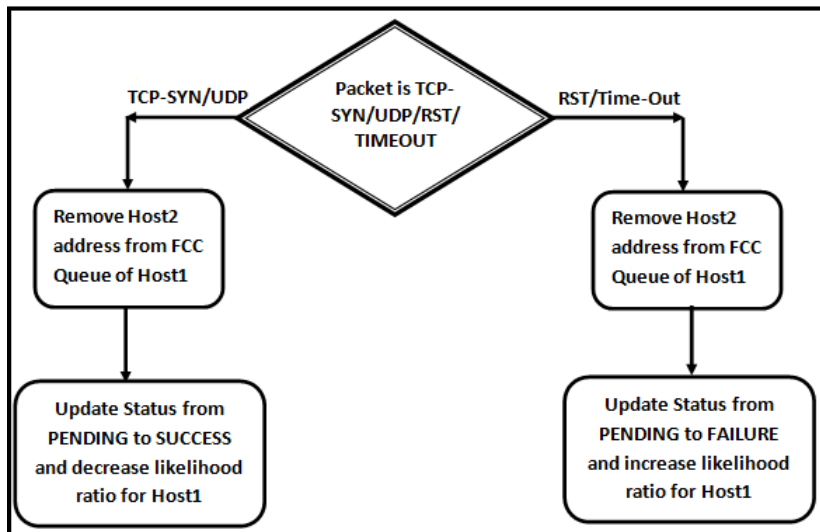 Packet is TCP-
SYN/UDP/RST/
TIMEOUT
TCP-SYN/UDP
RST/Time-Out
Remove Host2
address from FCC
Queue of Host1
Remove Host2
address from FCC
Queue of Host1
Update Status from
PENDING to SUCCESS
and decrease likelihood
ratio for Host1
Update Status from
PENDING to FAILURE
and increase likelihood
ratio for Host1